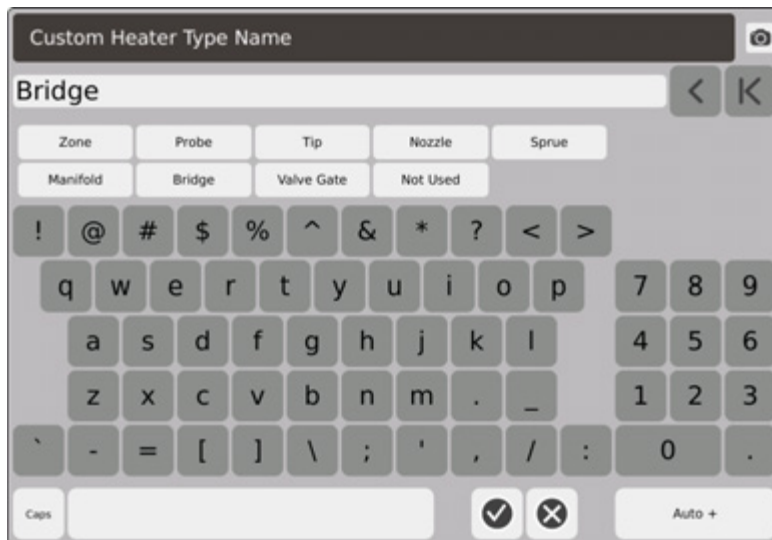 Custom Heater Type Name
Bridge
Zone Probe Tip Nozzle Sprue
Manifold Bridge Valve Gate Not Used
! @ # $ % ^ & * ? < >
q w e r t y u i o p 7 8 9
a s d f g h j k l 4 5 6
z x c v b n m . _ 1 2 3
` - = [ ] \ ; ' , / : 0 .
Caps Auto +